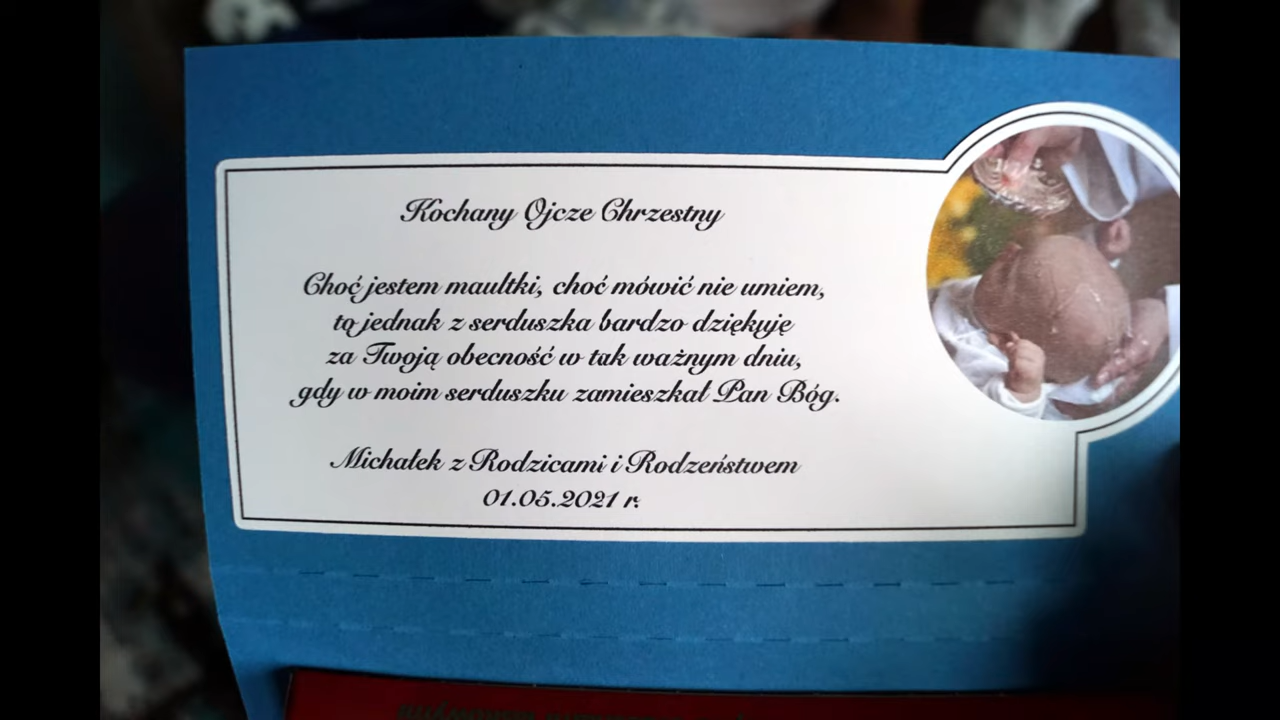 Kochany Ojcze Chrzestny
Choć jestem maultki, choć mówić nie umiem,
tą jednak z serduszka bardzo dziękuję
za Twoją obecność w tak ważnym dniu,
gdy w moim serduszku zamieszkał Pan Bóg.
Michałek z Rodzicami i Rodzeństwem
01.05.2021 r.